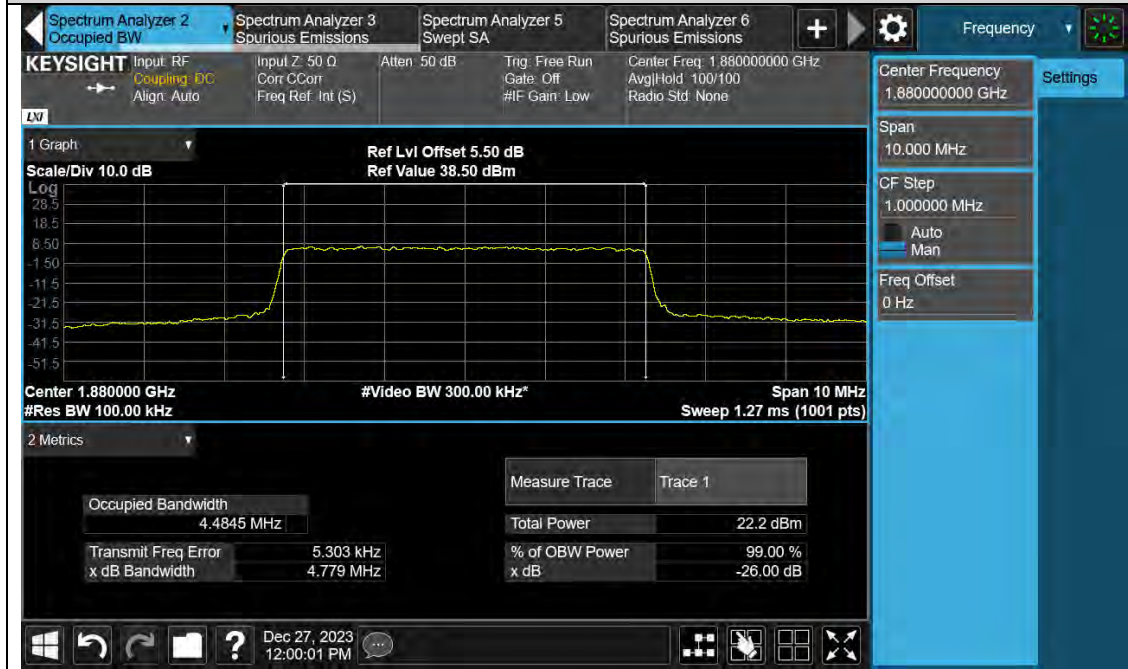 Spectrum Analyzer 2
Occupied BW
Spectrum Analyzer 3
Spurious Emissions
Spectrum Analyzer 5
Swept SA
Spectrum Analyzer 6
Spurious Emissions
+
Frequency
KEYSIGHT
Input: RF
Coupling: DC
Align: Auto
Input Z: 50 Ω
Corr CCorr
Freq Ref: Int (S)
Atten: 50 dB
Trig: Free Run
Gate: Off
#IF Gain: Low
Center Freq: 1.880000000 GHz
Avg|Hold: 100/100
Radio Std: None
LXI
Center Frequency
1.880000000 GHz
Settings
Span
10.000 MHz
CF Step
1.000000 MHz
Auto
Man
Freq Offset
0 Hz
1 Graph
Scale/Div 10.0 dB
Ref Lvl Offset 5.50 dB
Ref Value 38.50 dBm
Log
28.5
18.5
8.50
-1.50
-11.5
-21.5
-31.5
-41.5
-51.5
Center 1.880000 GHz
#Video BW 300.00 kHz*
Span 10 MHz
#Res BW 100.00 kHz
Sweep 1.27 ms (1001 pts)
2 Metrics
Measure Trace
Trace 1
Occupied Bandwidth
4.4845 MHz
Total Power
22.2 dBm
Transmit Freq Error
5.303 kHz
% of OBW Power
99.00 %
x dB Bandwidth
4.779 MHz
x dB
-26.00 dB
?
Dec 27, 2023
12:00:01 PM